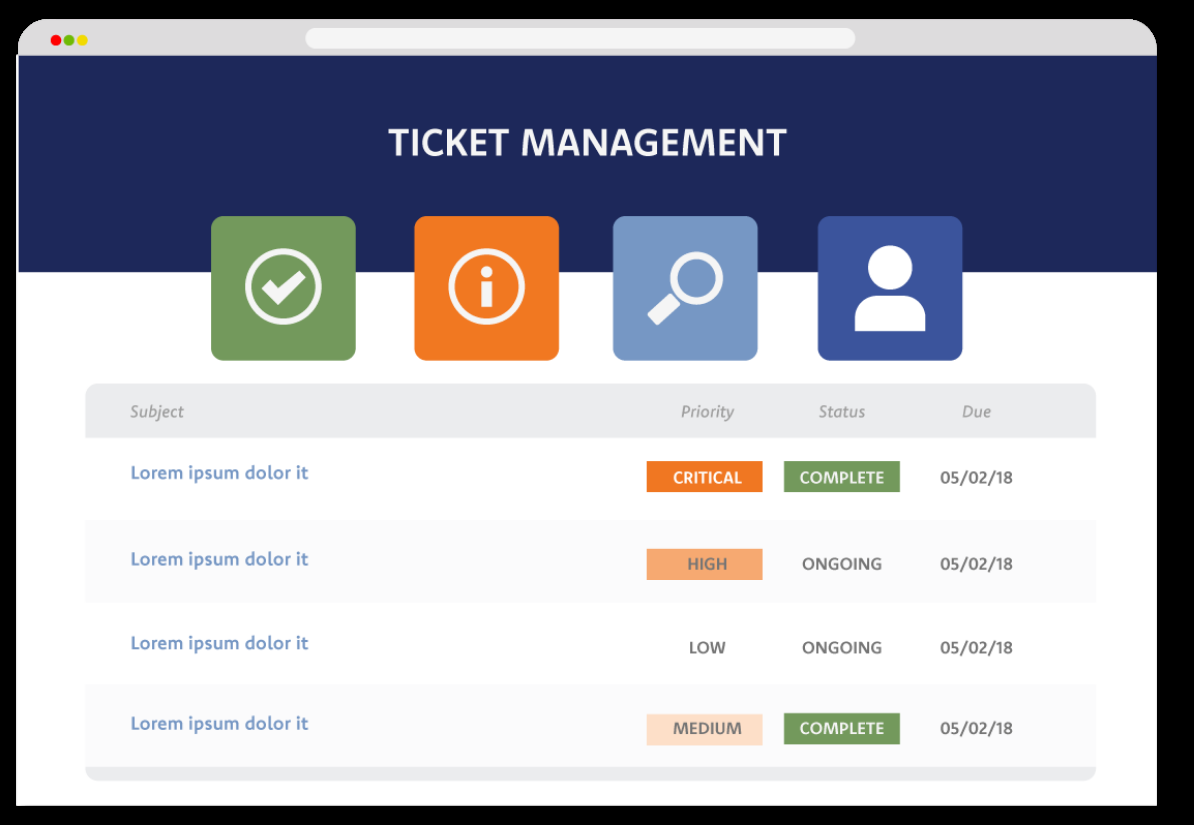 TICKET MANAGEMENT
Subject Priority Status Due
Lorem ipsum dolor it CRITICAL COMPLETE 05/02/18
Lorem ipsum dolor it HIGH ONGOING 05/02/18
Lorem ipsum dolor it LOW ONGOING 05/02/18
Lorem ipsum dolor it MEDIUM COMPLETE 05/02/18